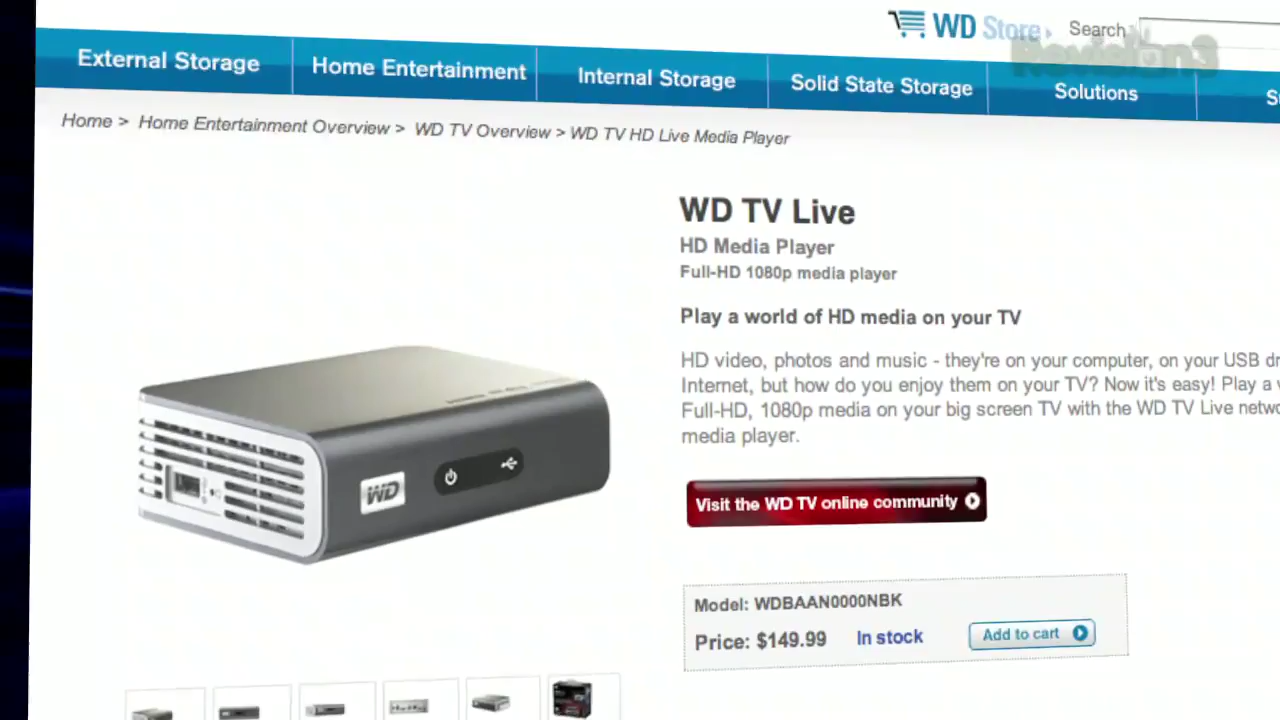 WD Store
Search
Revision3
External Storage
Home Entertainment
Internal Storage
Solid State Storage
Solutions
Home > Home Entertainment Overview > WD TV Overview > WD TV HD Live Media Player
WD TV Live
HD Media Player
Full-HD 1080p media player
Play a world of HD media on your TV
HD video, photos and music - they're on your computer, on your USB
Internet, but how do you enjoy them on your TV? Now it's easy! Play a
Full-HD, 1080p media on your big screen TV with the WD TV Live
media player.
WD
Visit the WD TV online community
Model: WDBAAN0000NBK
Price: $149.99 In stock
Add to cart